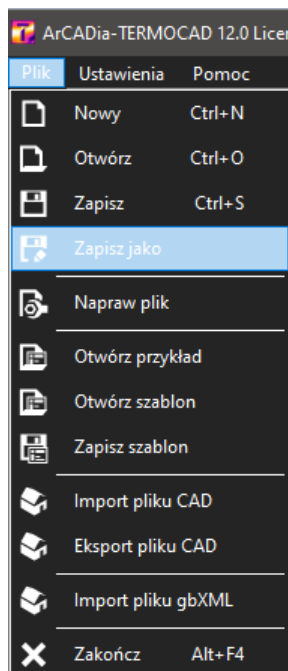 ArCADia-TERMOCAD 12.0 Licen
Plik Ustawienia Pomoc
Nowy Ctrl+N
Otwórz Ctrl+O
Zapisz Ctrl+S
Zapisz jako
Napraw plik
Otwórz przykład
Otwórz szablon
Zapisz szablon
Import pliku CAD
Eksport pliku CAD
Import pliku gbXML
Zakończ Alt+F4